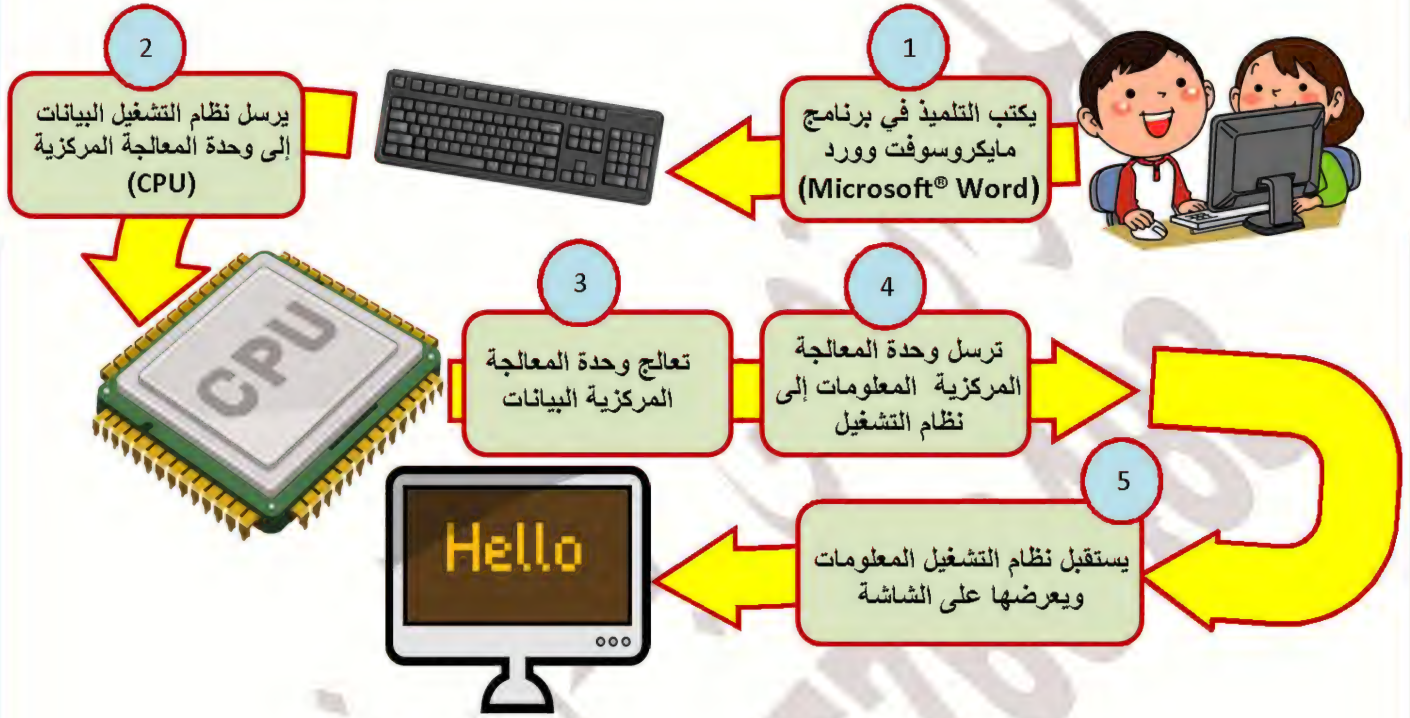 1
يكتب التلميذ في برنامج
مايكروسوفت وورد
(Microsoft® Word)
2
يرسل نظام التشغيل البيانات
إلى وحدة المعالجة المركزية
(CPU)
CPU
3
تعالج وحدة المعالجة
المركزية البيانات
4
ترسل وحدة المعالجة
المركزية المعلومات إلى
نظام التشغيل
5
يستقبل نظام التشغيل المعلومات
ويعرضها على الشاشة
Hello